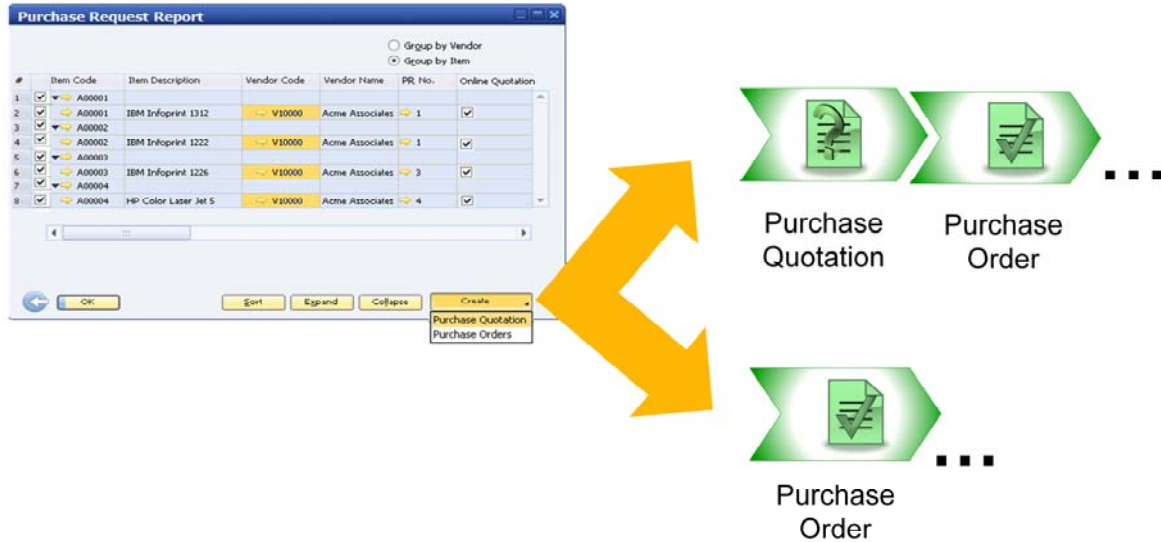 Purchase Request Report
Group by Vendor
Group by Item
# Item Code Item Description Vendor Code Vendor Name PR No. Online Quotation
1 A00001
2 A00001 IBM Infoprint 1312 V10000 Acme Associates 1
3 A00002
4 A00002 IBM Infoprint 1222 V10000 Acme Associates 1
5 A00003
6 A00003 IBM Infoprint 1226 V10000 Acme Associates 3
7 A00004
8 A00004 HP Color Laser Jet 5 V10000 Acme Associates 4
OK Sort Expand Collapse Create
Purchase Quotation
Purchase Orders
Purchase
Quotation
Purchase
Order
...
Purchase
Order
...